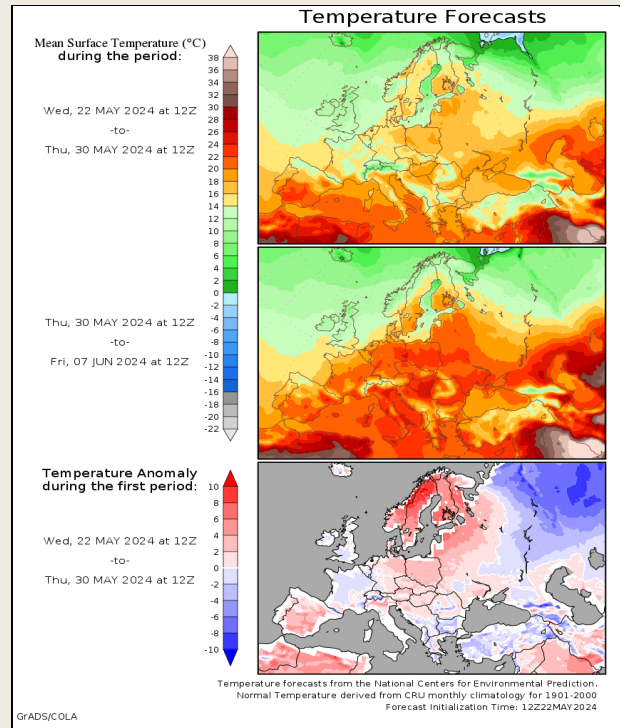 Temperature Forecasts
Mean Surface Temperature (°C)
during the period:
38
36
34
32
30
28
26
24
22
20
18
16
14
12
10
8
6
4
2
0
-2
-4
-6
-8
-10
-12
-14
-16
-18
-20
-22
Wed, 22 MAY 2024 at 12Z
-to-
Thu, 30 MAY 2024 at 12Z
Thu, 30 MAY 2024 at 12Z
-to-
Fri, 07 JUN 2024 at 12Z
Temperature Anomaly
during the first period:
10
8
6
4
2
0
-2
-4
-6
-8
-10
Wed, 22 MAY 2024 at 12Z
-to-
Thu, 30 MAY 2024 at 12Z
Temperature forecasts from the National Centers for Environmental Prediction.
Normal Temperature derived from CRU monthly climatology for 1901-2000
Forecast Initialization Time: 12Z22MAY2024
GrADS/COLA